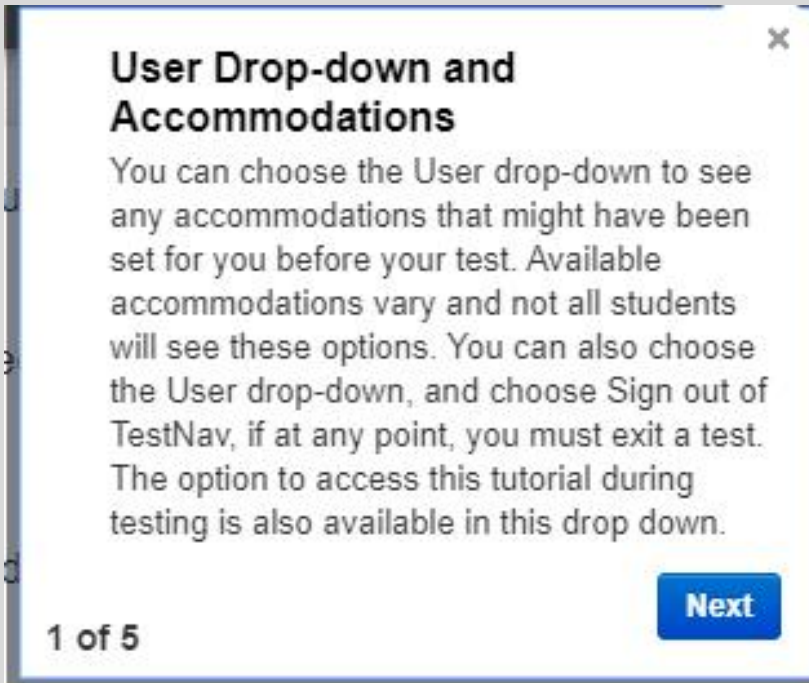 User Drop-down and
Accommodations
You can choose the User drop-down to see
any accommodations that might have been
set for you before your test. Available
accommodations vary and not all students
will see these options. You can also choose
the User drop-down, and choose Sign out of
TestNav, if at any point, you must exit a test.
The option to access this tutorial during
testing is also available in this drop down.
Next
1 of 5